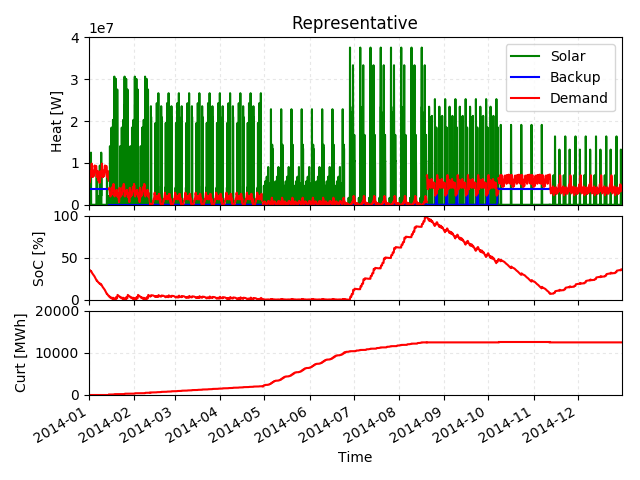 Representative
1e7
Heat [W]
4
3
2
1
0
Solar
Backup
Demand
SoC [%]
100
50
0
Curt [MWh]
20000
10000
0
2014-01
2014-02
2014-03
2014-04
2014-05
2014-06
2014-07
2014-08
2014-09
2014-10
2014-11
2014-12
Time